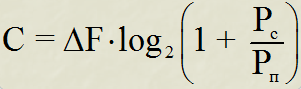 C = ΔF·log₂(1 + Pс/Pп)